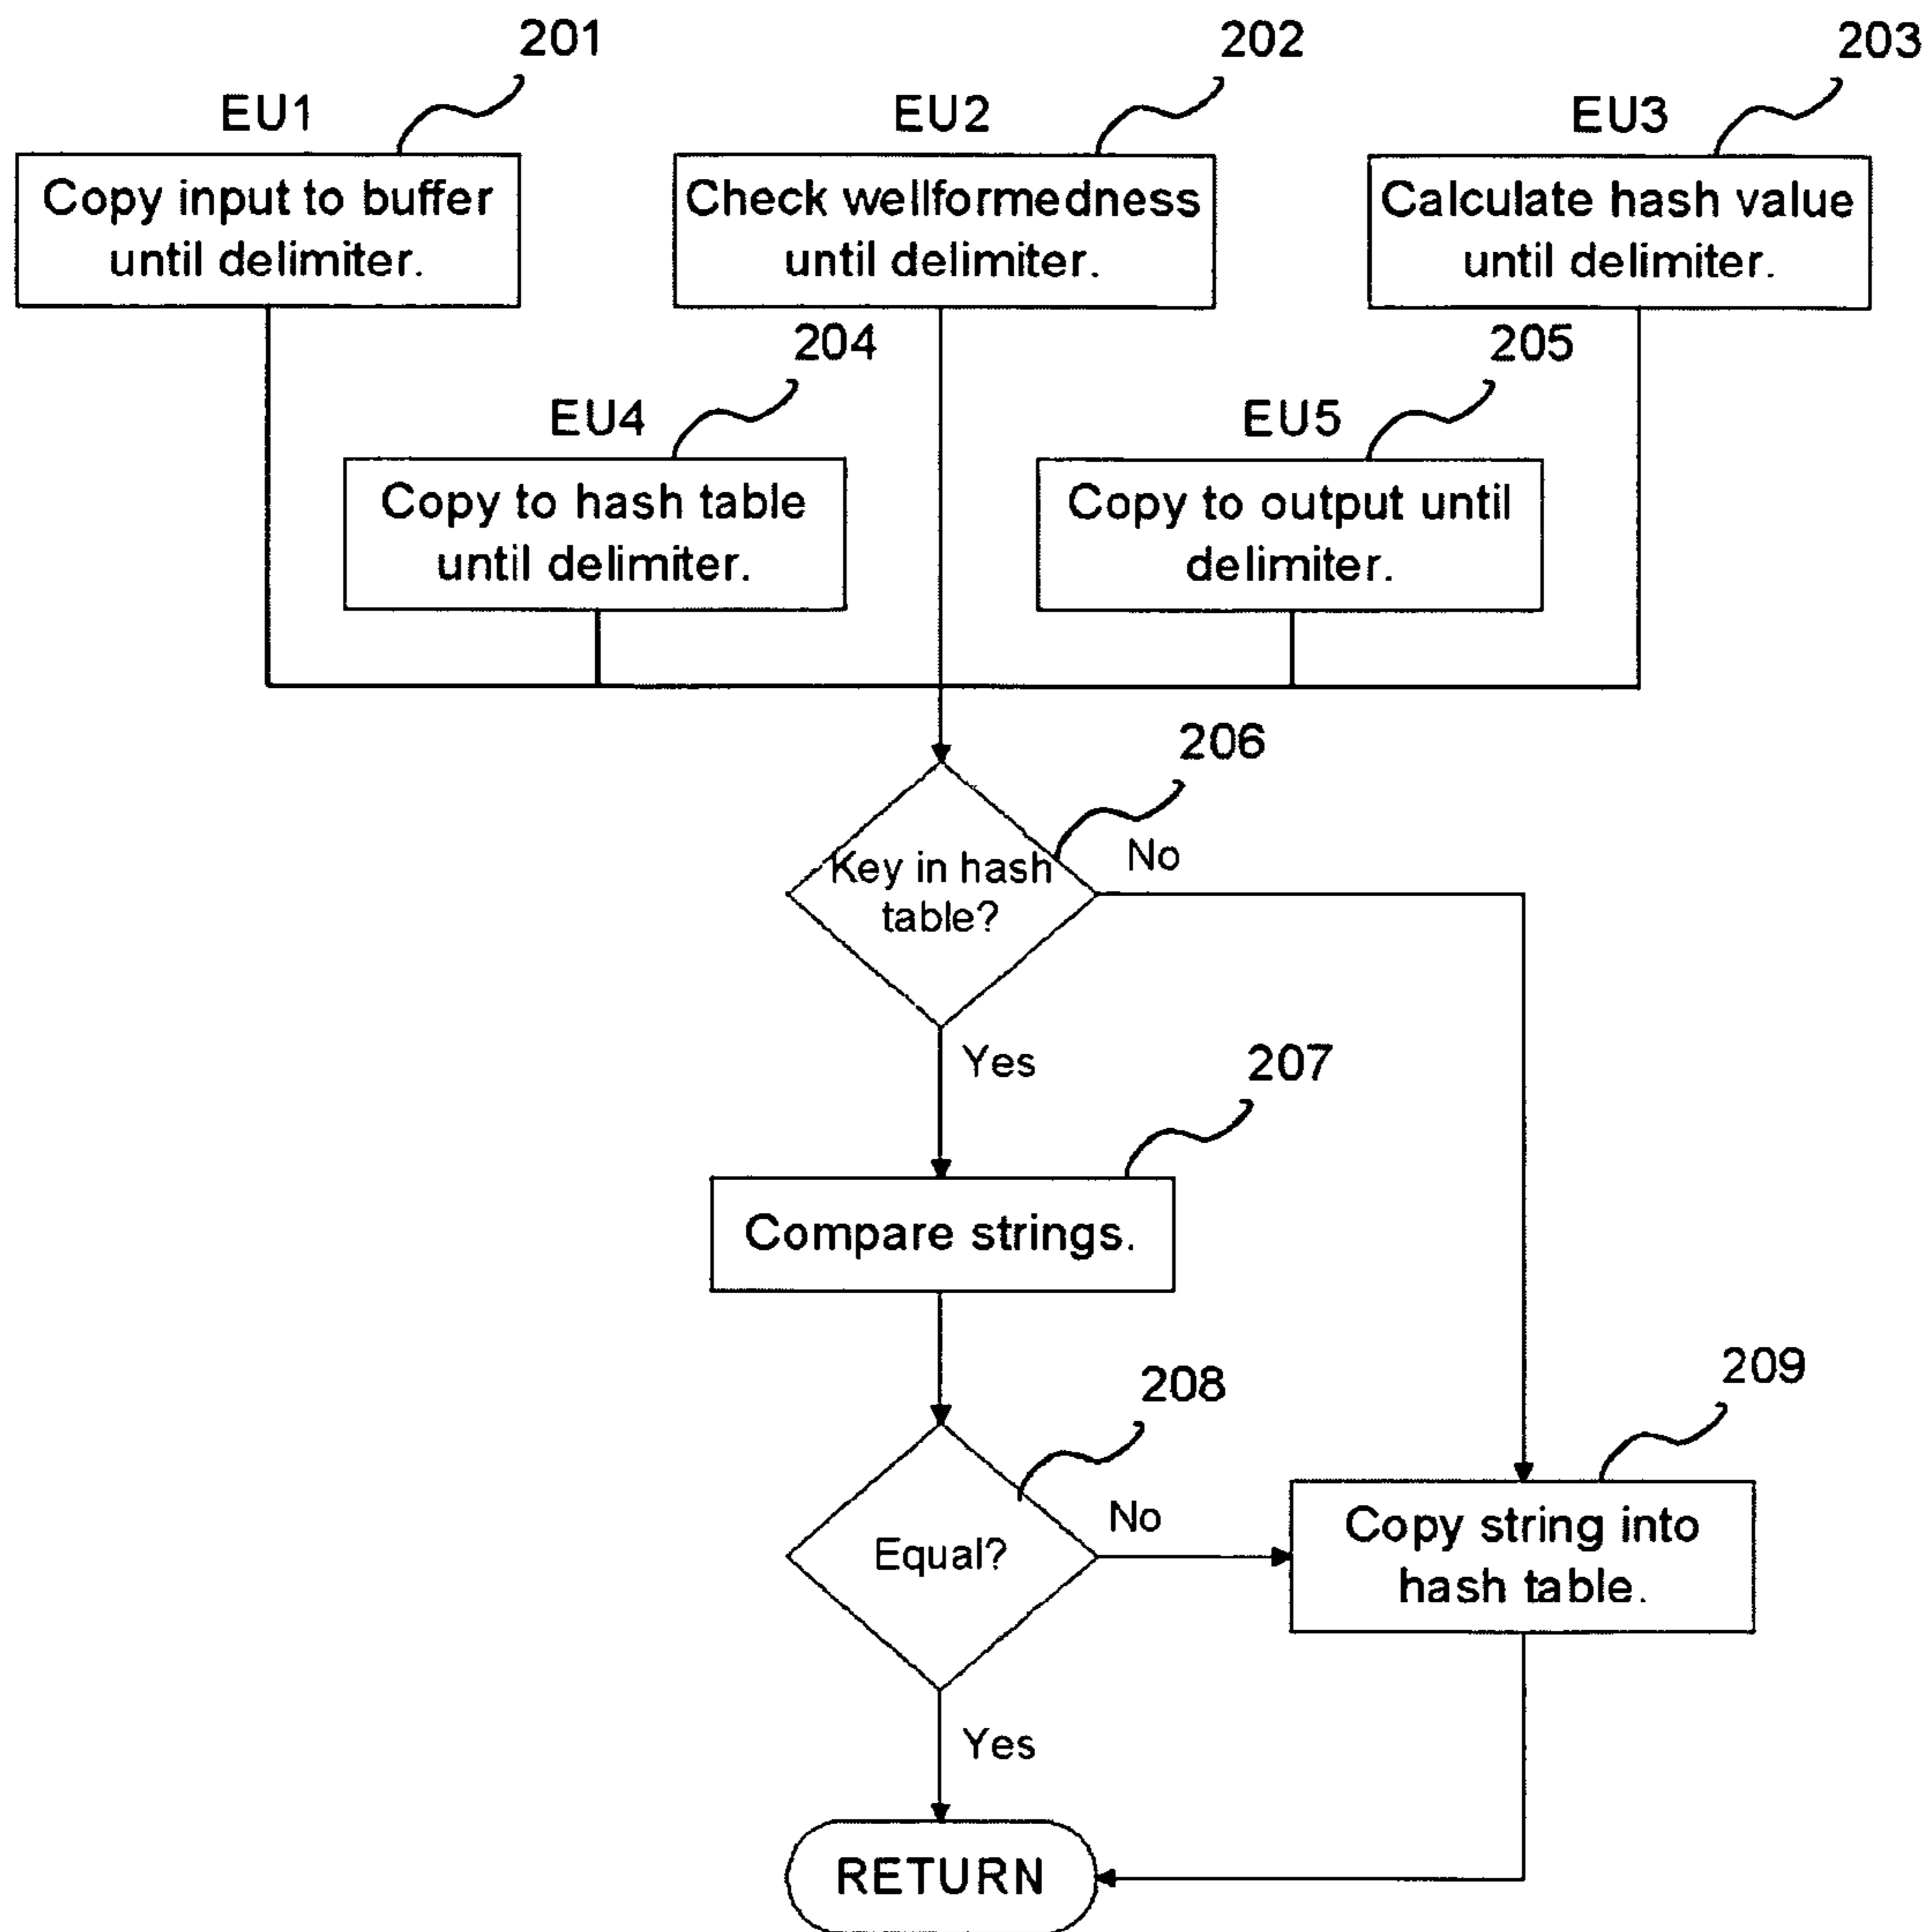 201
202
203
EU1
EU2
EU3
Copy input to buffer
until delimiter.
Check wellformedness
until delimiter.
Calculate hash value
until delimiter.
204
205
EU4
EU5
Copy to hash table
until delimiter.
Copy to output until
delimiter.
206
Key in hash
table?
No
Yes
207
Compare strings.
208
209
Equal?
No
Copy string into
hash table.
Yes
RETURN